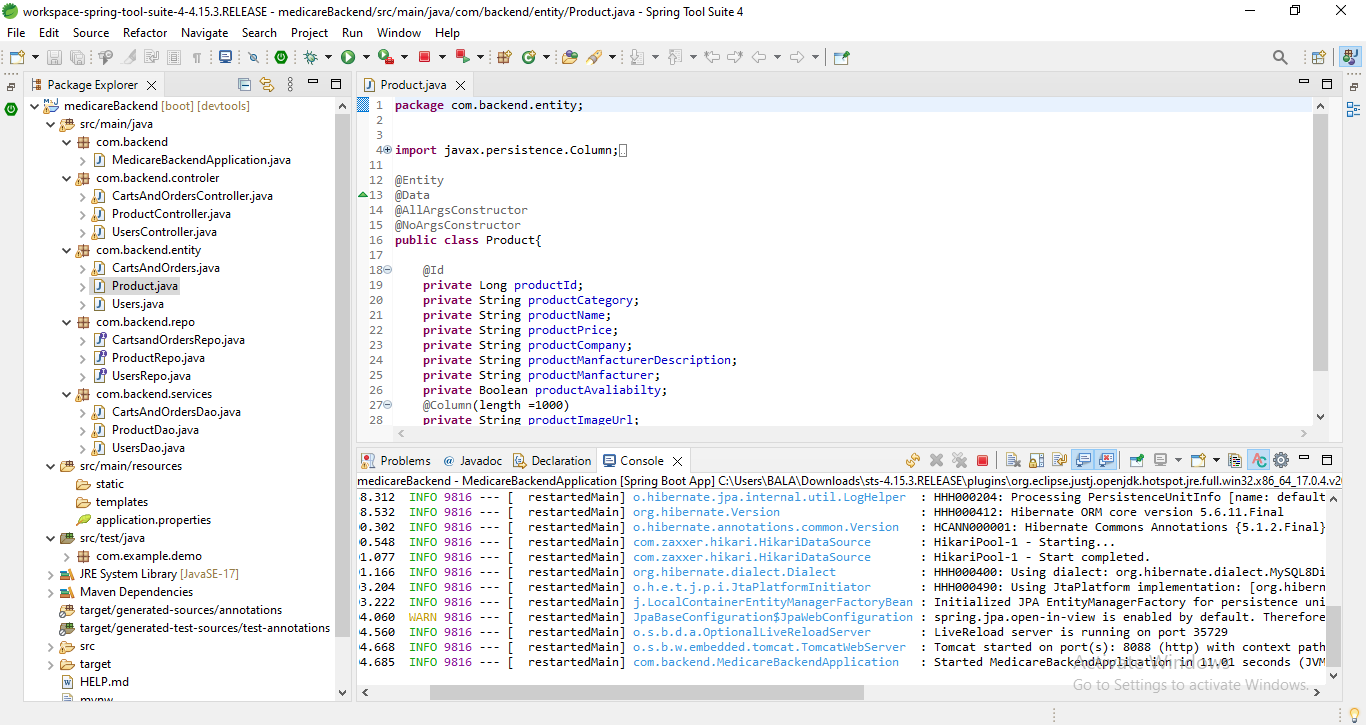 workspace-spring-tool-suite-4-4.15.3.RELEASE - medicareBackend/src/main/java/com/backend/entity/Product.java - Spring Tool Suite 4
File Edit Source Refactor Navigate Search Project Run Window Help
Package Explorer
medicareBackend [boot] [devtools]
src/main/java
com.backend
MedicareBackendApplication.java
com.backend.controler
CartsAndOrdersController.java
ProductController.java
UsersController.java
com.backend.entity
CartsAndOrders.java
Product.java
Users.java
com.backend.repo
CartsandOrdersRepo.java
ProductRepo.java
UsersRepo.java
com.backend.services
CartsAndOrdersDao.java
ProductDao.java
UsersDao.java
src/main/resources
static
templates
application.properties
src/test/java
com.example.demo
JRE System Library [JavaSE-17]
Maven Dependencies
target/generated-sources/annotations
target/generated-test-sources/test-annotations
src
target
HELP.md
mvnw
Product.java
1 package com.backend.entity;
2
3
4 import javax.persistence.Column;
11
12 @Entity
13 @Data
14 @AllArgsConstructor
15 @NoArgsConstructor
16 public class Product{
17
18 @Id
19 private Long productId;
20 private String productCategory;
21 private String productName;
22 private String productPrice;
23 private String productCompany;
24 private String productManfacturerDescription;
25 private String productManfacturer;
26 private Boolean productAvaliabilty;
27 @Column(length =1000)
28 private String productImageUrl;
Problems @ Javadoc Declaration Console
medicareBackend - MedicareBackendApplication [Spring Boot App] C:\Users\BALA\Downloads\sts-4.15.3.RELEASE\plugins\org.eclipse.justj.openjdk.hotspot.jre.full.win32.x86_64_17.0.4.v2
8.312 INFO 9816 --- [ restartedMain] o.hibernate.jpa.internal.util.LogHelper : HHH000204: Processing PersistenceUnitInfo [name: default
8.532 INFO 9816 --- [ restartedMain] org.hibernate.Version : HHH000412: Hibernate ORM core version 5.6.11.Final
0.302 INFO 9816 --- [ restartedMain] o.hibernate.annotations.common.Version : HCANN000001: Hibernate Commons Annotations {5.1.2.Final}
0.548 INFO 9816 --- [ restartedMain] com.zaxxer.hikari.HikariDataSource : HikariPool-1 - Starting...
1.077 INFO 9816 --- [ restartedMain] com.zaxxer.hikari.HikariDataSource : HikariPool-1 - Start completed.
1.166 INFO 9816 --- [ restartedMain] org.hibernate.dialect.Dialect : HHH000400: Using dialect: org.hibernate.dialect.MySQL8Di
3.204 INFO 9816 --- [ restartedMain] o.h.e.t.j.p.i.JtaPlatformInitiator : HHH000490: Using JtaPlatform implementation: [org.hibern
3.222 INFO 9816 --- [ restartedMain] j.LocalContainerEntityManagerFactoryBean : Initialized JPA EntityManagerFactory for persistence uni
4.060 WARN 9816 --- [ restartedMain] JpaBaseConfiguration$JpaWebConfiguration : spring.jpa.open-in-view is enabled by default. Therefore
4.560 INFO 9816 --- [ restartedMain] o.s.b.d.a.OptionalLiveReloadServer : LiveReload server is running on port 35729
4.668 INFO 9816 --- [ restartedMain] o.s.b.w.embedded.tomcat.TomcatWebServer : Tomcat started on port(s): 8088 (http) with context path
4.685 INFO 9816 --- [ restartedMain] com.backend.MedicareBackendApplication : Started MedicareBackendApplication in 11.01 seconds (JVM
Activate Windows
Go to Settings to activate Windows.